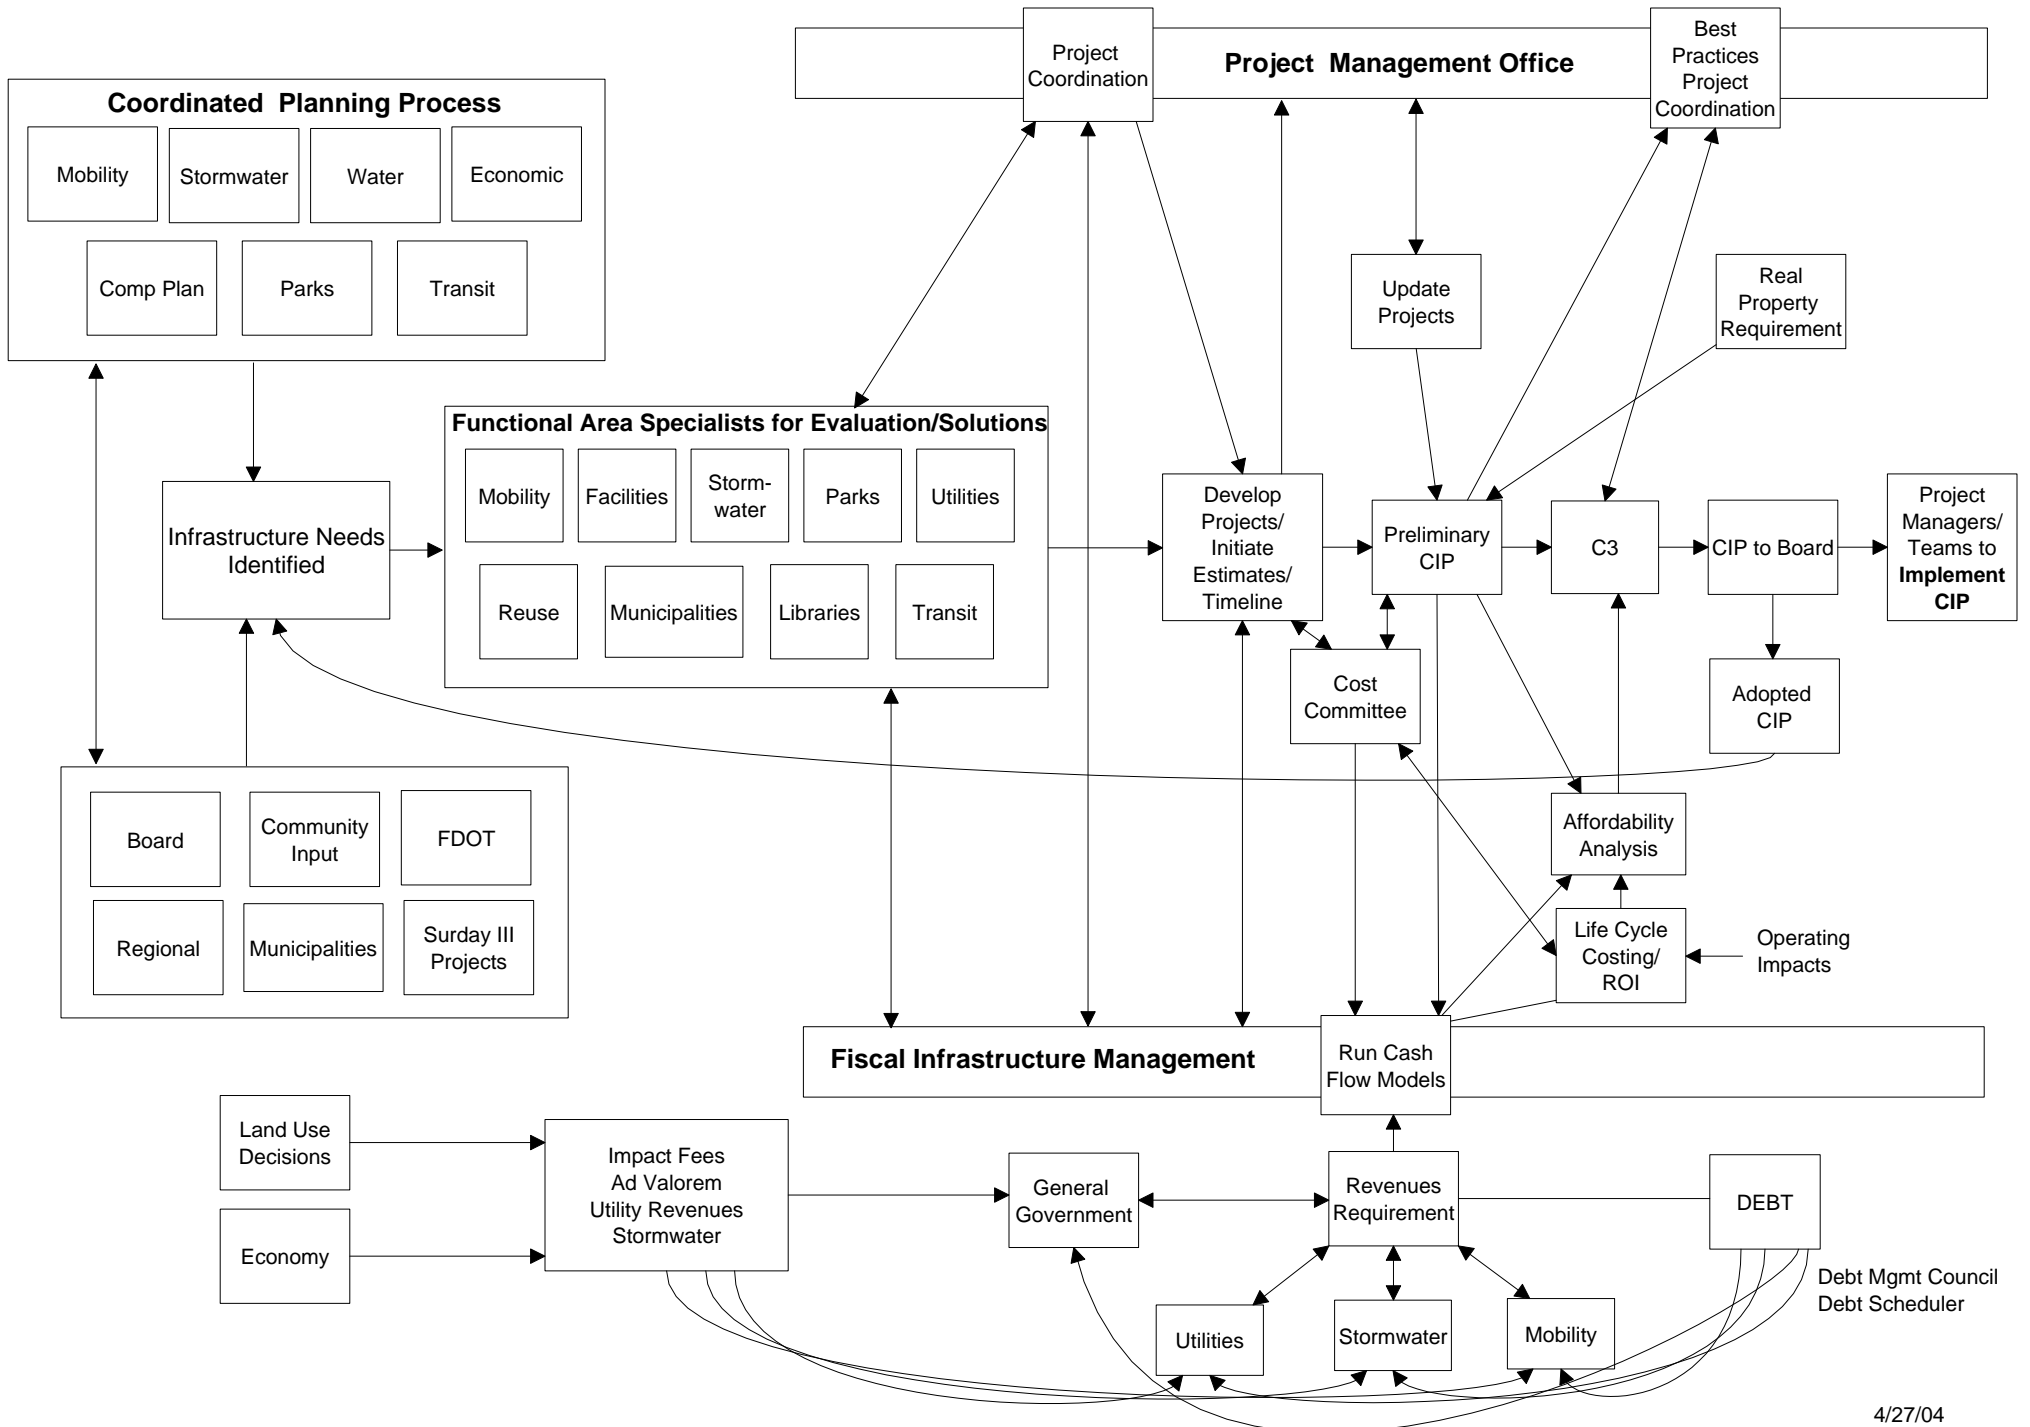 Project
Coordination
Project Management Office
Best
Practices
Project
Coordination
Coordinated Planning Process
Mobility
Stormwater
Water
Economic
Comp Plan
Parks
Transit
Update
Projects
Real
Property
Requirement
Functional Area Specialists for Evaluation/Solutions
Mobility
Facilities
Storm-
water
Parks
Utilities
Reuse
Municipalities
Libraries
Transit
Infrastructure Needs
Identified
Develop
Projects/
Initiate
Estimates/
Timeline
Preliminary
CIP
C3
CIP to Board
Project
Managers/
Teams to
Implement
CIP
Cost
Committee
Adopted
CIP
Board
Community
Input
FDOT
Regional
Municipalities
Surday III
Projects
Affordability
Analysis
Life Cycle
Costing/
ROI
Operating
Impacts
Fiscal Infrastructure Management
Run Cash
Flow Models
Land Use
Decisions
Economy
Impact Fees
Ad Valorem
Utility Revenues
Stormwater
General
Government
Revenues
Requirement
DEBT
Debt Mgmt Council
Debt Scheduler
Utilities
Stormwater
Mobility
4/27/04